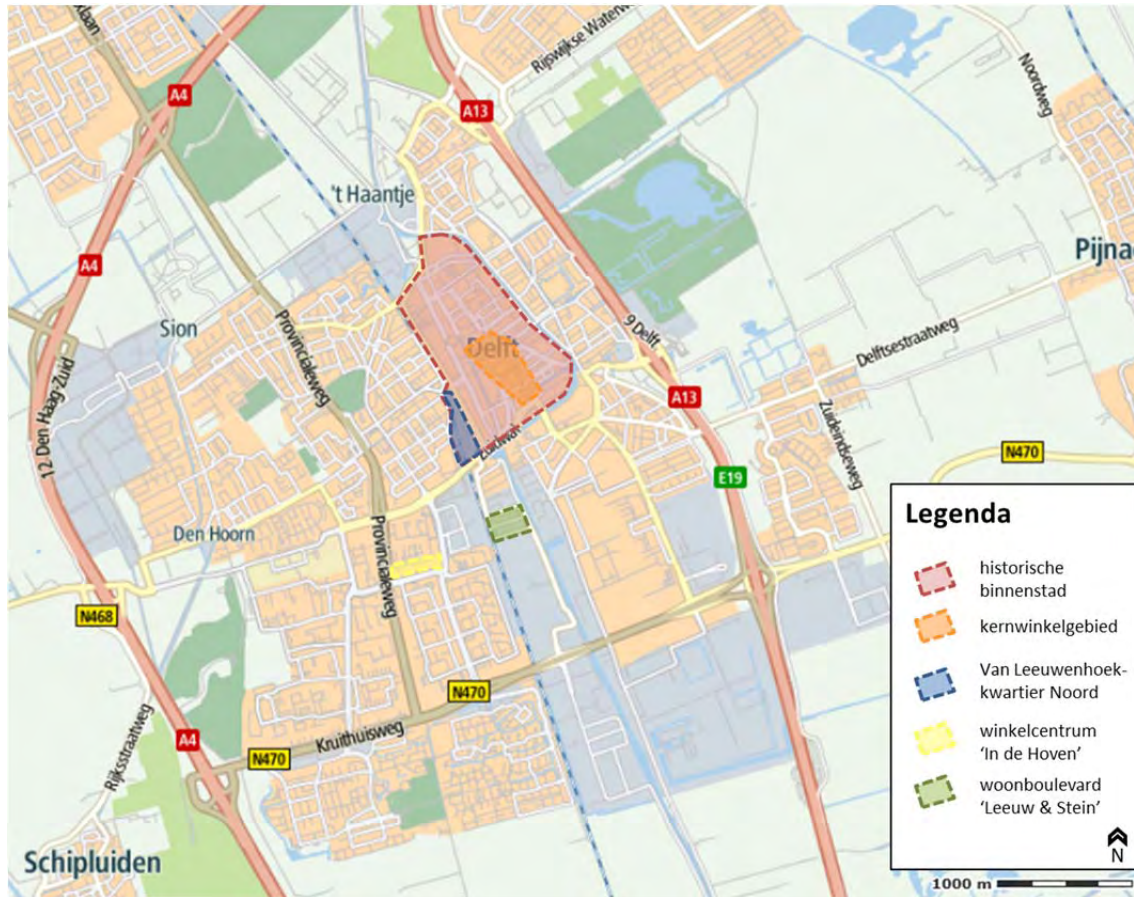 A4
A13
Rijswijkse Waterweg
Noordweg
't Haantje
A13
A4
Pijnac
Sion
Provincialeweg
Delft
9 Delft
Delftsestraatweg
A13
12 Den Haag-Zuid
Zuideindseweg
N470
E19
Den Hoorn
Provincialeweg
N468
N470
Kruithuisweg
N470
A4
Rijksstraatweg
Schipluiden
Legenda
historische
binnenstad
kernwinkelgebied
Van Leeuwenhoek-
kwartier Noord
winkelcentrum
'In de Hoven'
woonboulevard
'Leeuw & Stein'
N
1000 m